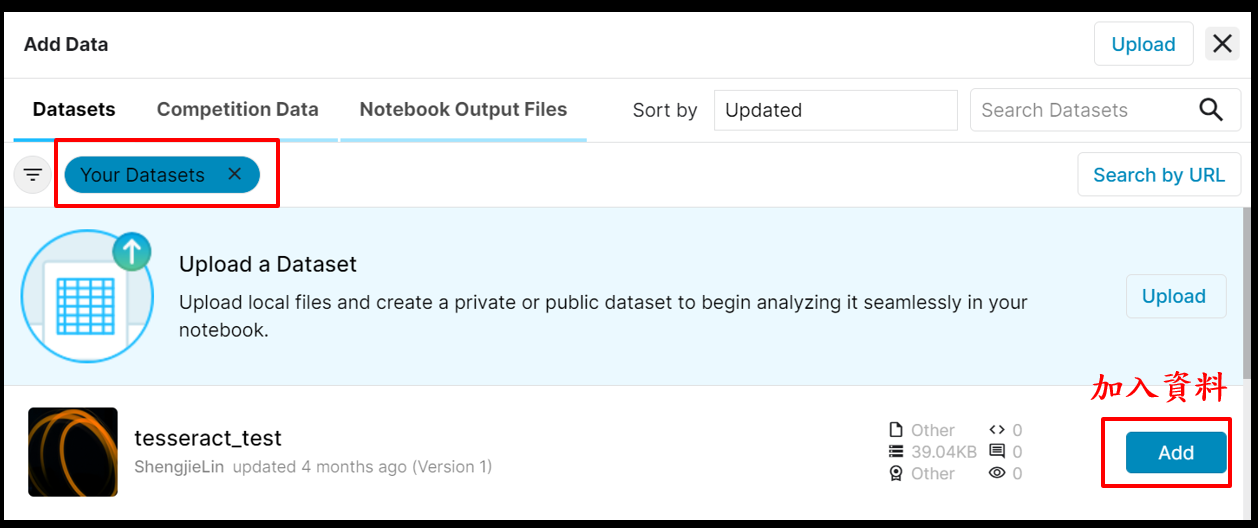 Add Data
Upload
Datasets
Competition Data
Notebook Output Files
Sort by
Updated
Search Datasets
Your Datasets
Search by URL
Upload a Dataset
Upload local files and create a private or public dataset to begin analyzing it seamlessly in your
notebook.
Upload
加入資料
tesseract_test
ShengjieLin updated 4 months ago (Version 1)
Other
0
39.04KB
0
Other
0
Add